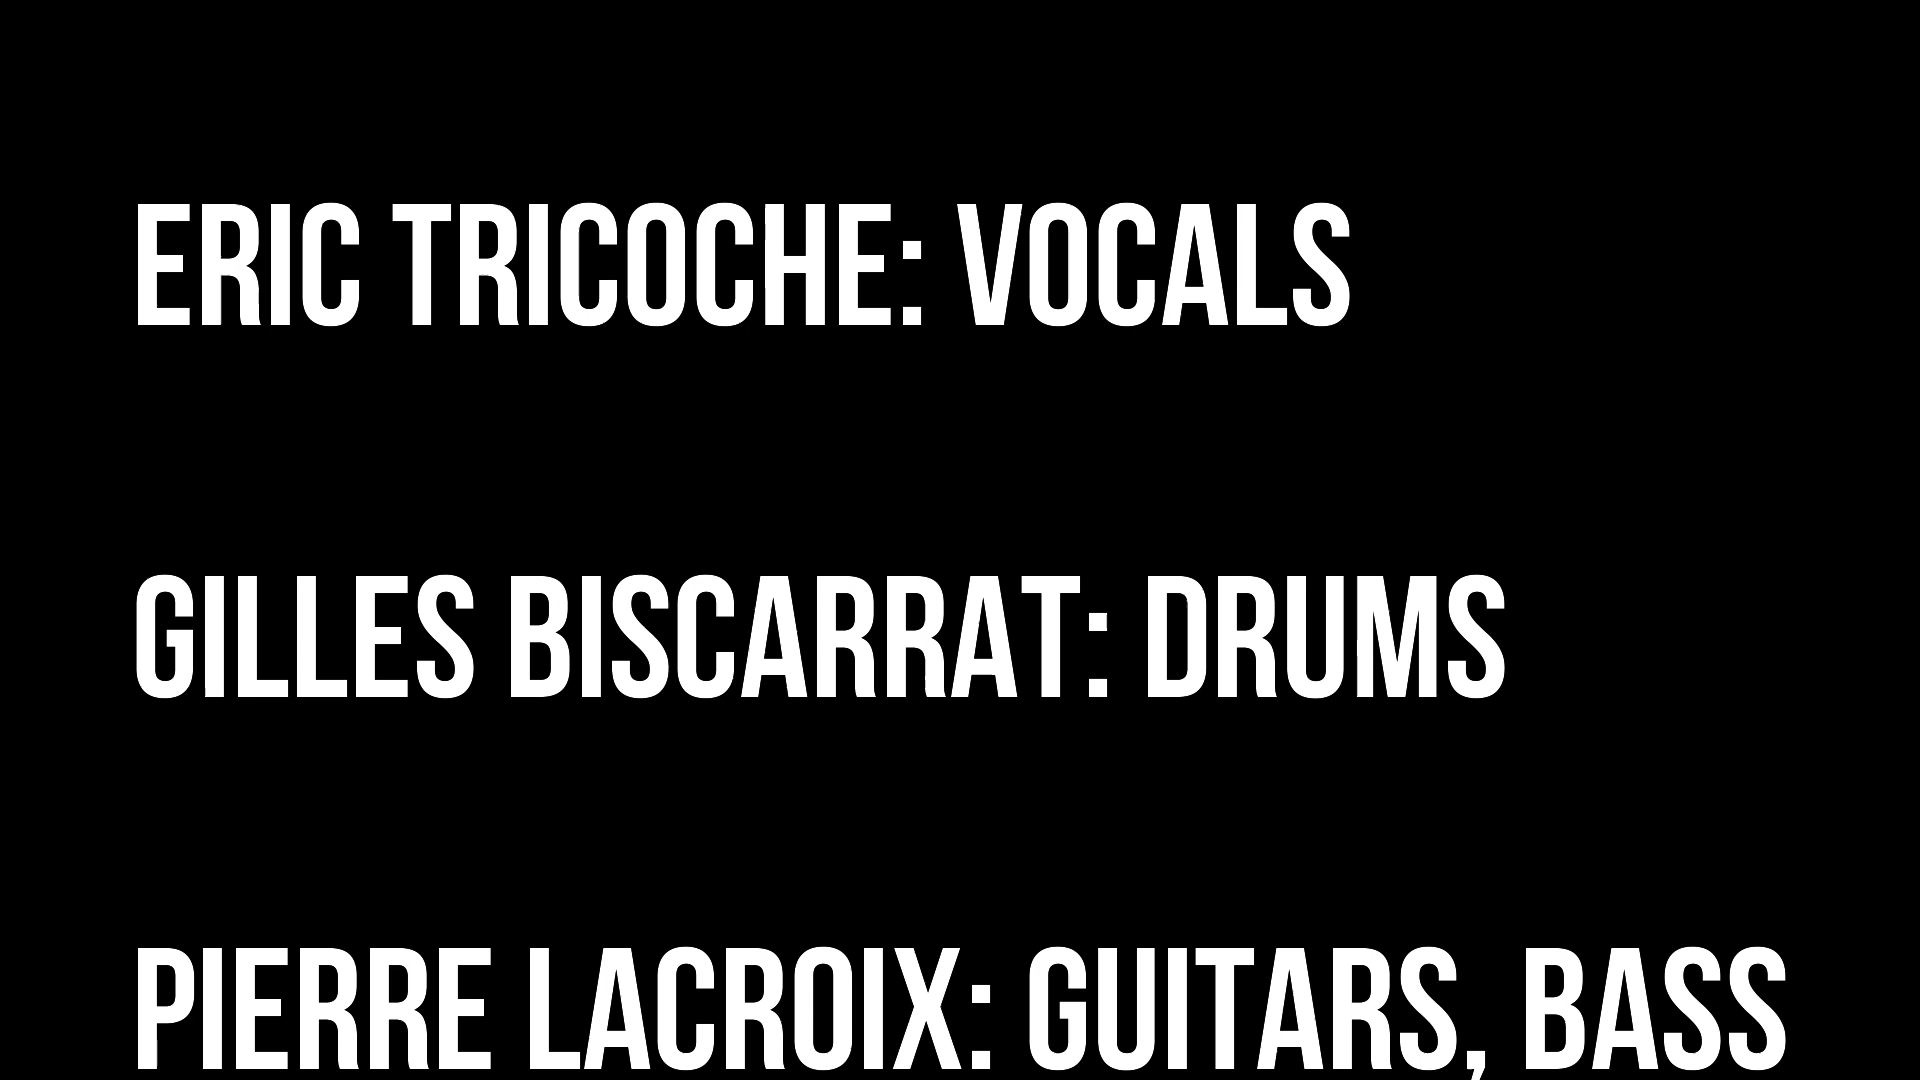 ERIC TRICOCHE: VOCALS
GILLES BISCARRAT: DRUMS
PIERRE LACROIX: GUITARS, BASS